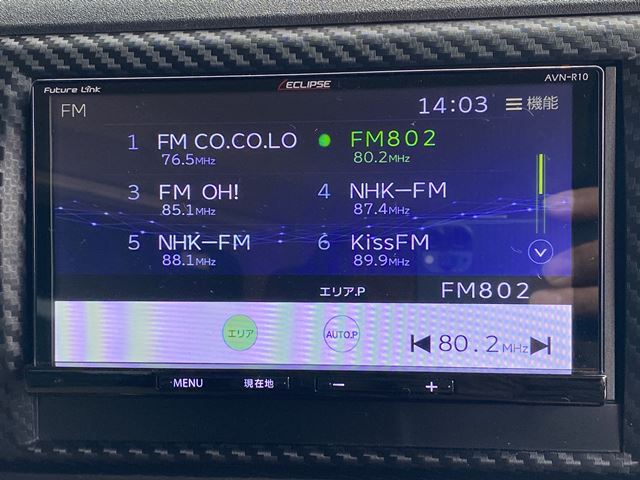 Future Link ECLIPSE AVN-R10
FM 14:03 機能
1 FM CO.CO.LO FM802
76.5MHz 80.2MHz
3 FM OH! 4 NHK-FM
85.1MHz 87.4MHz
5 NHK-FM 6 KissFM
88.1MHz 89.9MHz
エリア.P FM802
エリア AUTO.P 80.2MHz
MENU 現在地 - +